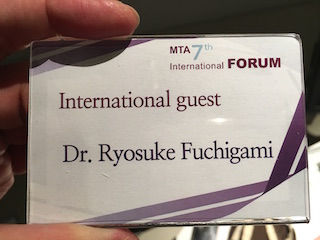 MTA 7th
International FORUM
International guest
Dr. Ryosuke Fuchigami